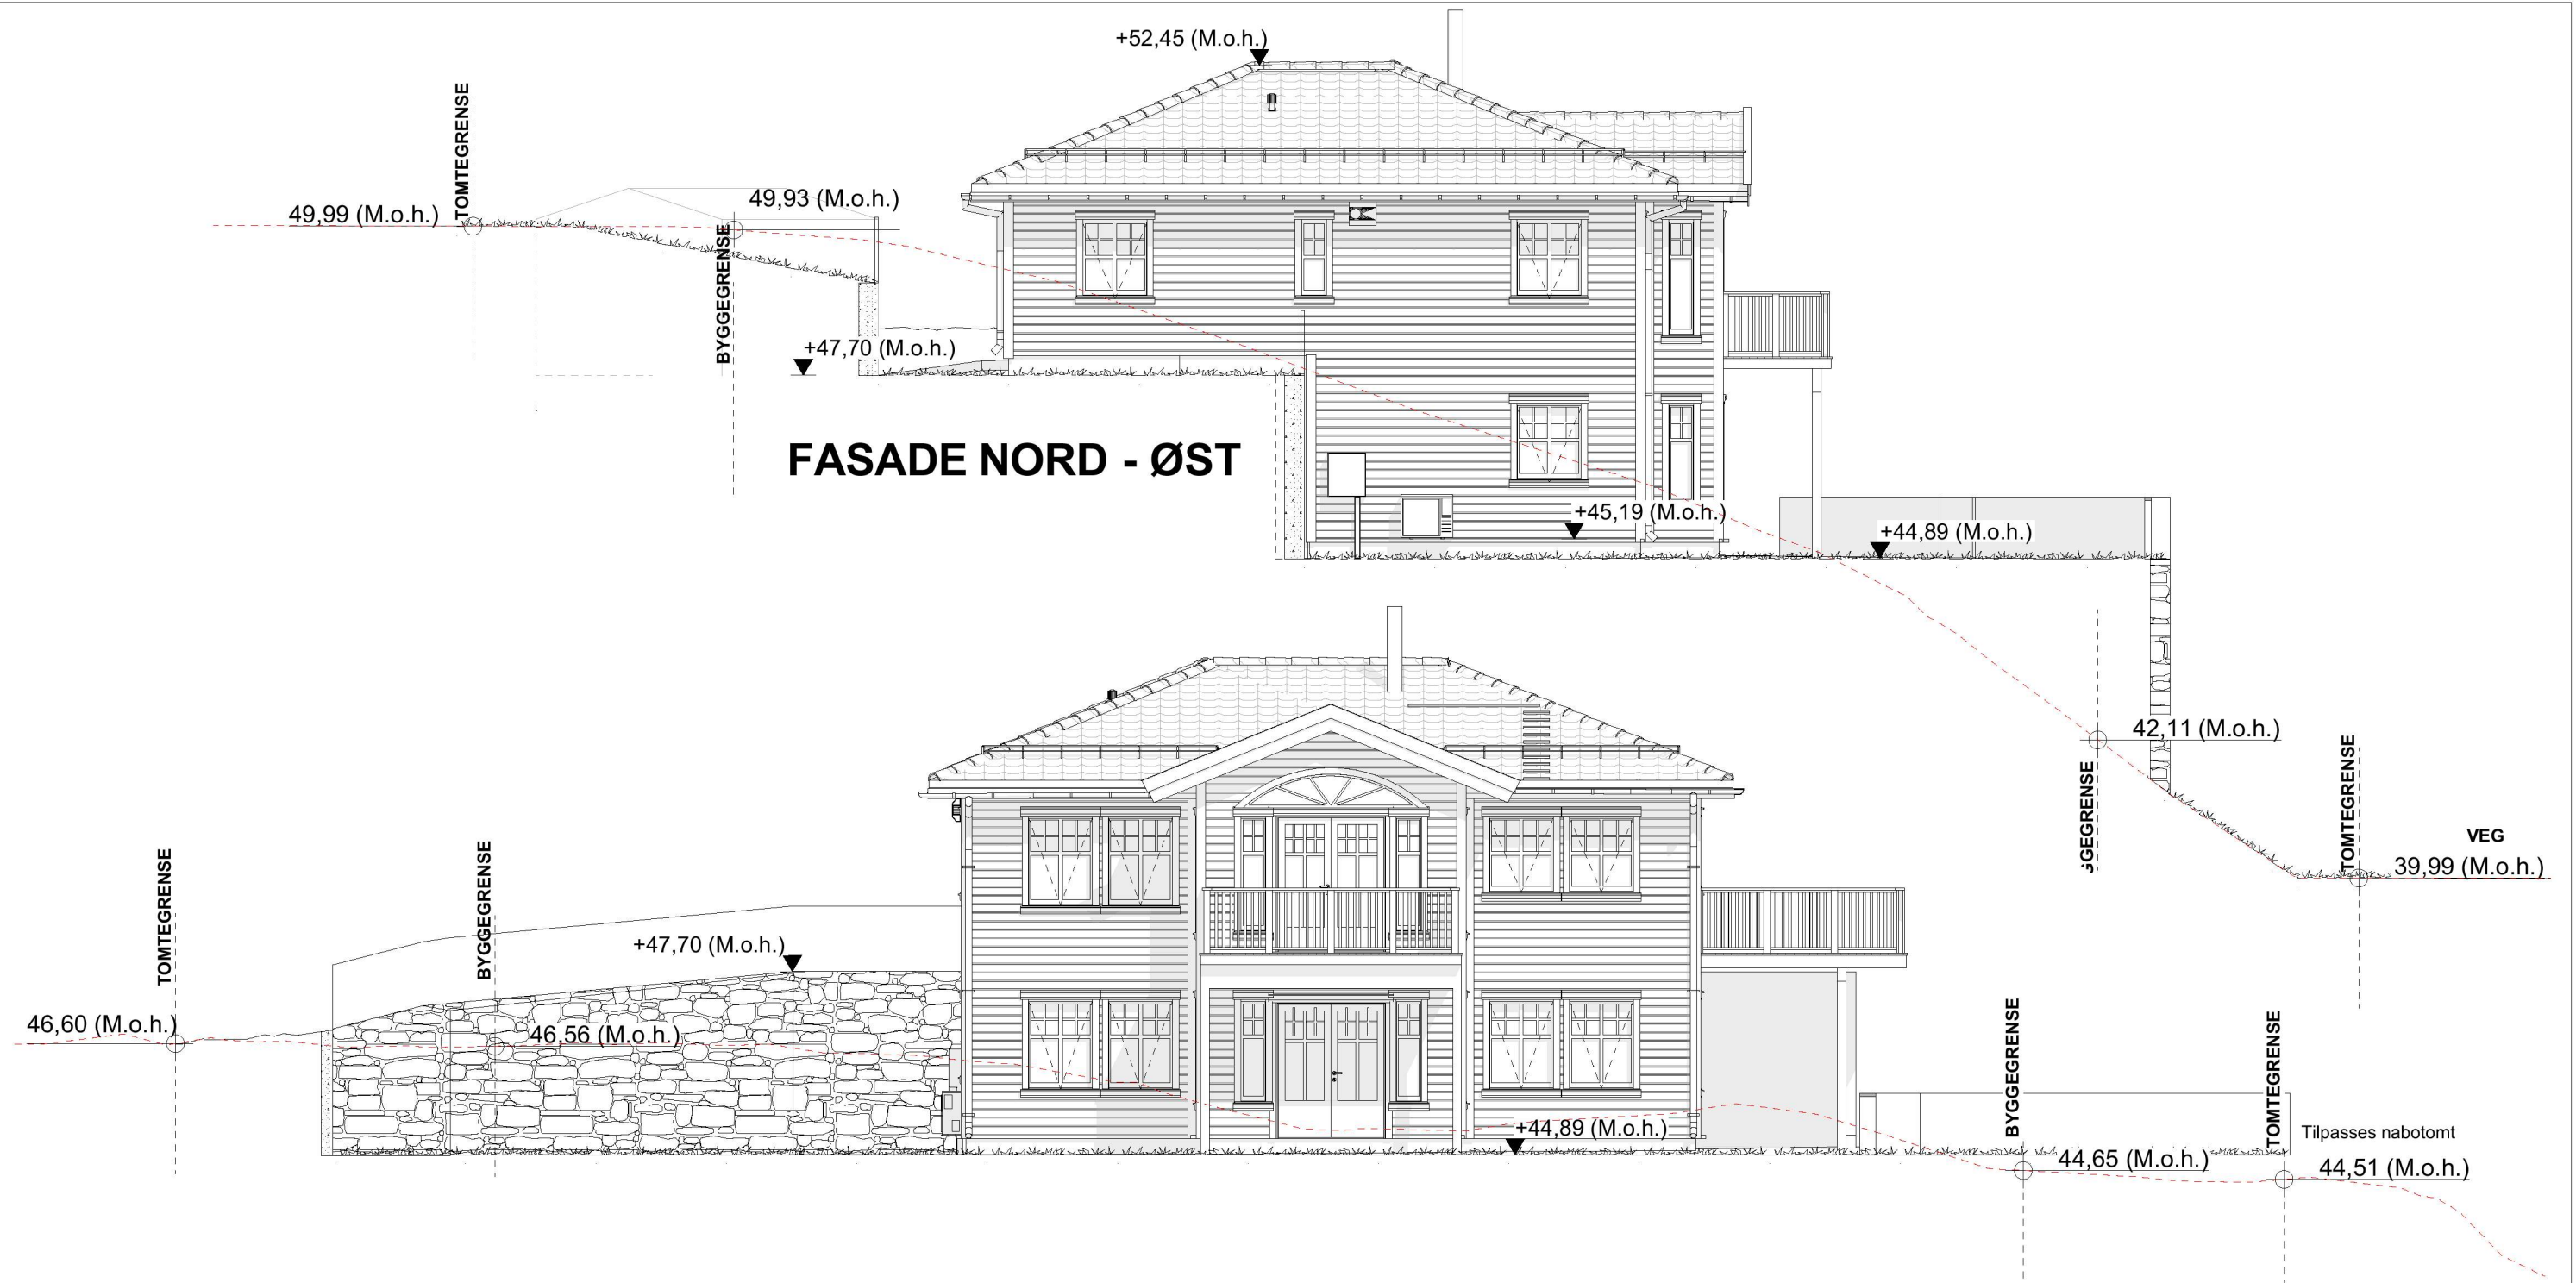 +52,45 (M.o.h.)
TOMTEGRENSE
49,99 (M.o.h.)
49,93 (M.o.h.)
BYGGEGRENSE
+47,70 (M.o.h.)
FASADE NORD - ØST
+45,19 (M.o.h.)
+44,89 (M.o.h.)
42,11 (M.o.h.)
GEGRENSE
TOMTEGRENSE
VEG
39,99 (M.o.h.)
TOMTEGRENSE
BYGGEGRENSE
+47,70 (M.o.h.)
46,60 (M.o.h.)
46,56 (M.o.h.)
+44,89 (M.o.h.)
BYGGEGRENSE
TOMTEGRENSE
Tilpasses nabotomt
44,65 (M.o.h.)
44,51 (M.o.h.)